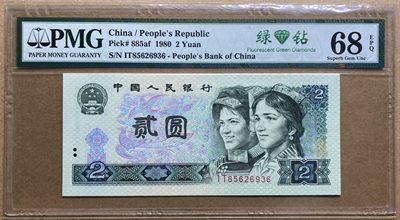 PMG
PAPER MONEY GUARANTY
China / People's Republic
Pick# 885af 1980 2 Yuan
S/N IT85626936 - People's Bank of China
绿 钻
Fluorescent Green Diamonds
68
EPQ
Superb Gem Unc
中国人民银行
2
贰圆
2
2
IT85626936